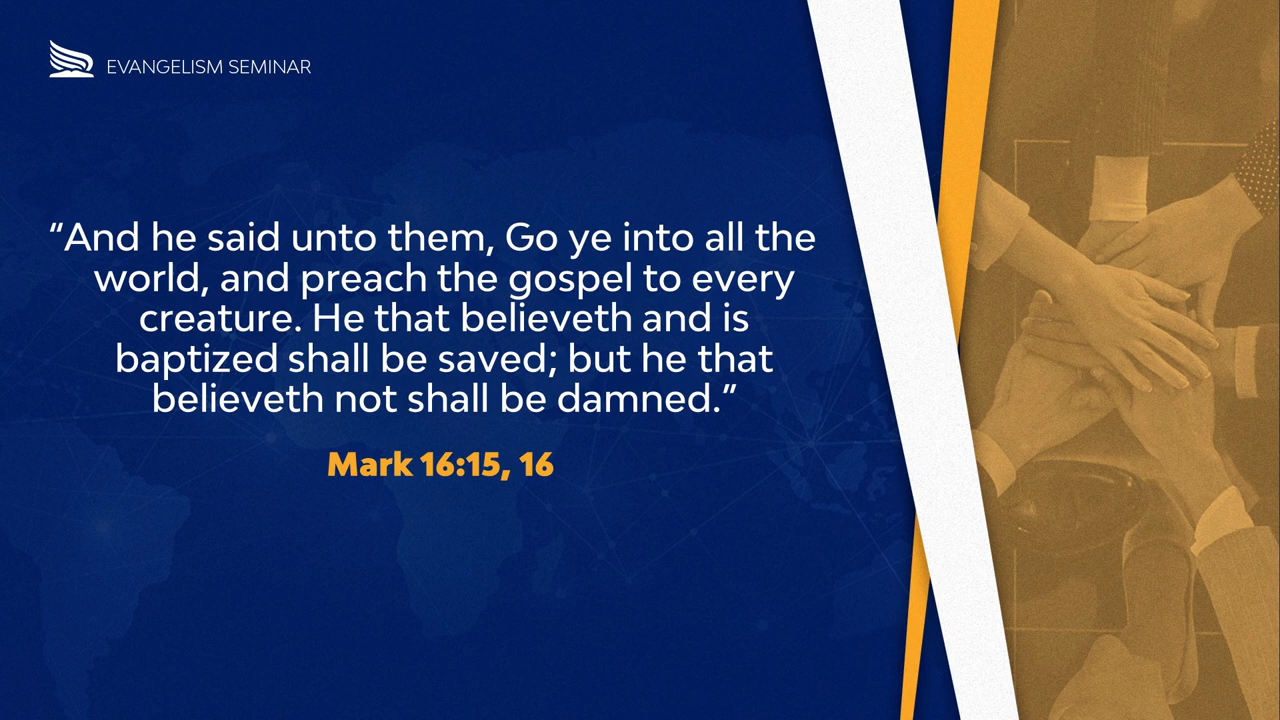 EVANGELISM SEMINAR
“And he said unto them, Go ye into all the
world, and preach the gospel to every
creature. He that believeth and is
baptized shall be saved; but he that
believeth not shall be damned.”
Mark 16:15, 16